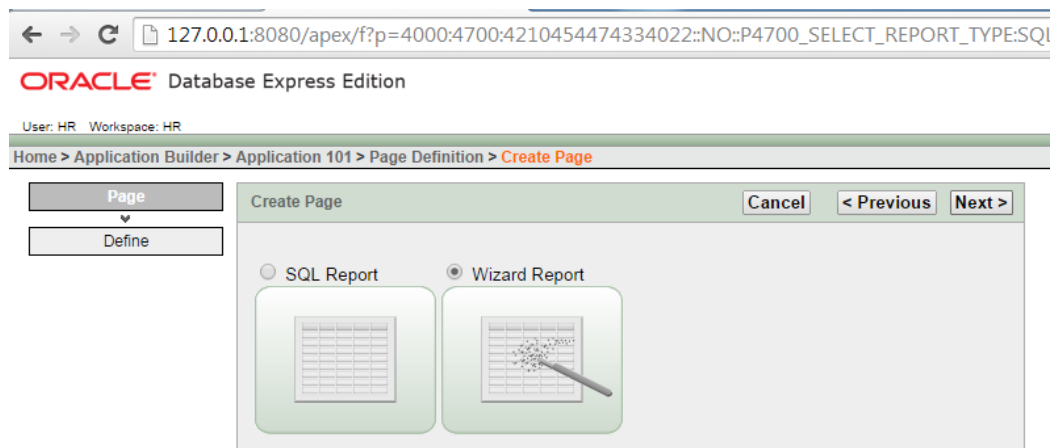 127.0.0.1:8080/apex/f?p=4000:4700:4210454474334022::NO::P4700_SELECT_REPORT_TYPE:SQL
ORACLE Database Express Edition
User: HR Workspace: HR
Home > Application Builder > Application 101 > Page Definition > Create Page
Page
Define
Create Page
Cancel
< Previous
Next >
SQL Report
Wizard Report